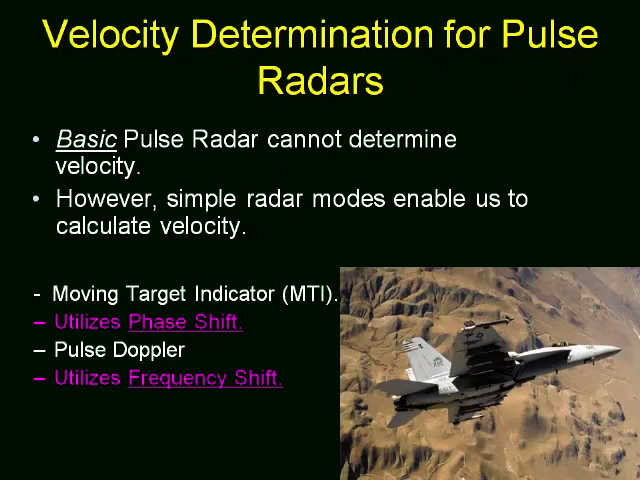 Velocity Determination for Pulse
Radars
• Basic Pulse Radar cannot determine
velocity.
• However, simple radar modes enable us to
calculate velocity.
- Moving Target Indicator (MTI).
– Utilizes Phase Shift.
– Pulse Doppler
– Utilizes Frequency Shift.